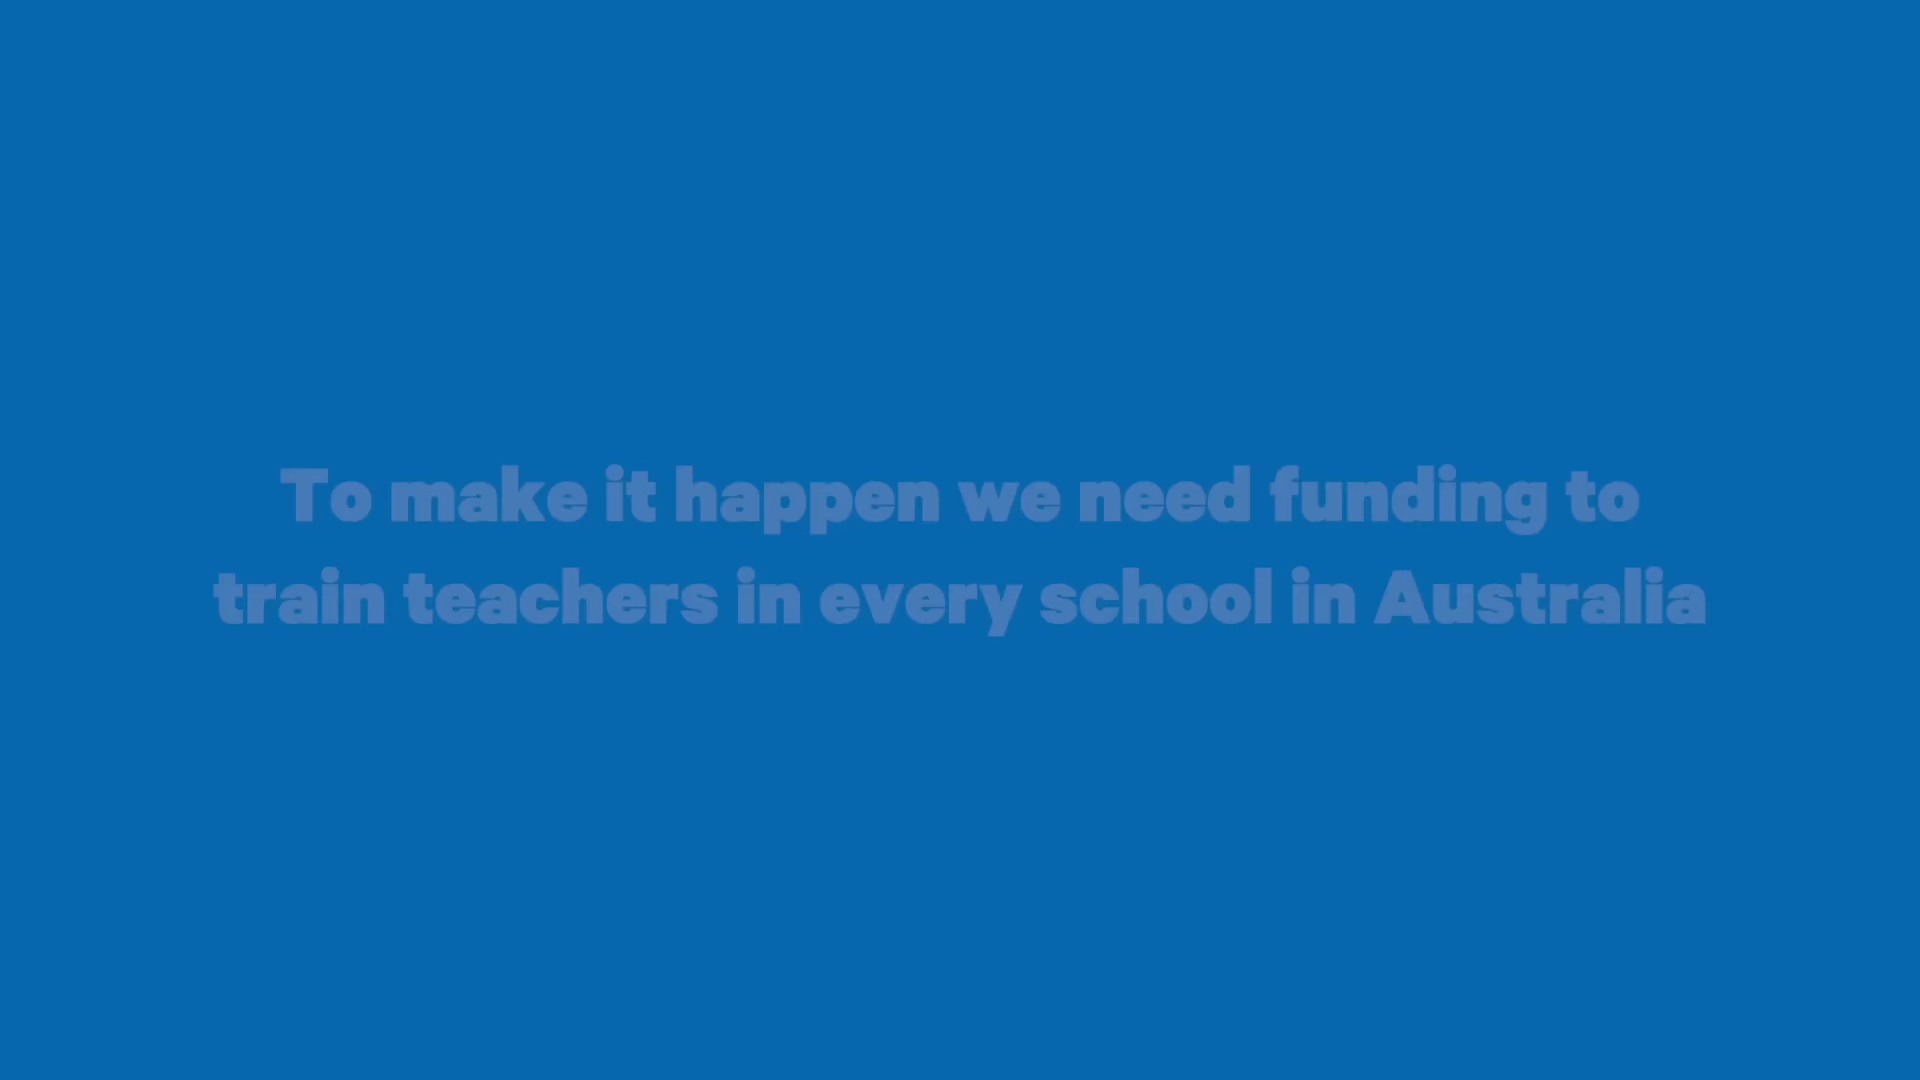 To make it happen we need funding to
train teachers in every school in Australia